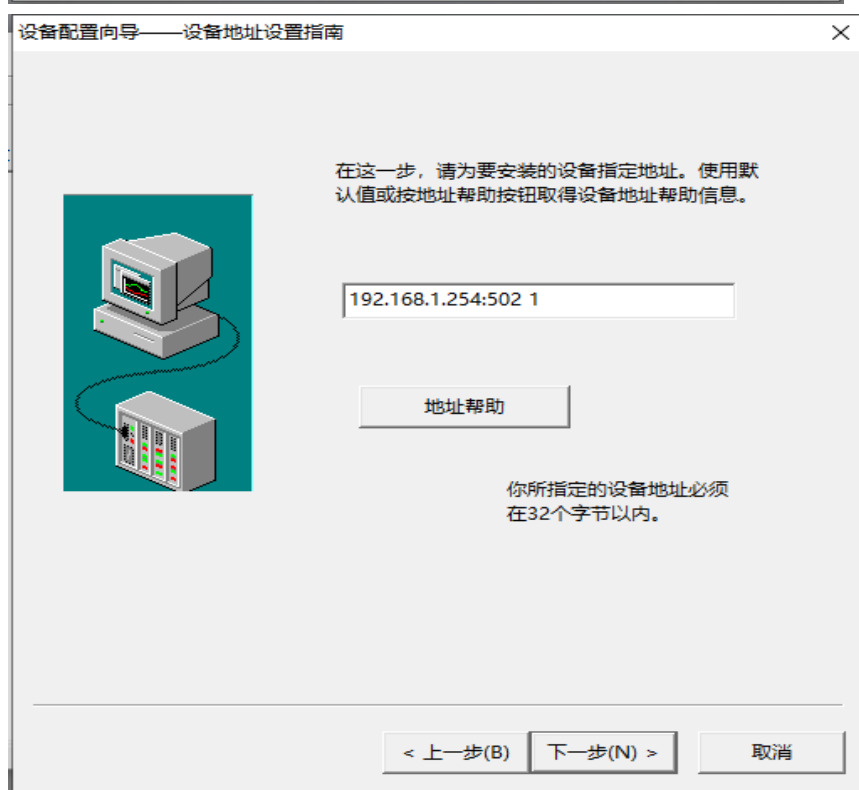 设备配置向导——设备地址设置指南
在这一步，请为要安装的设备指定地址。使用默
认值或按地址帮助按钮取得设备地址帮助信息。
192.168.1.254:502 1
地址帮助
你所指定的设备地址必须
在32个字节以内。
< 上一步(B) 下一步(N) > 取消